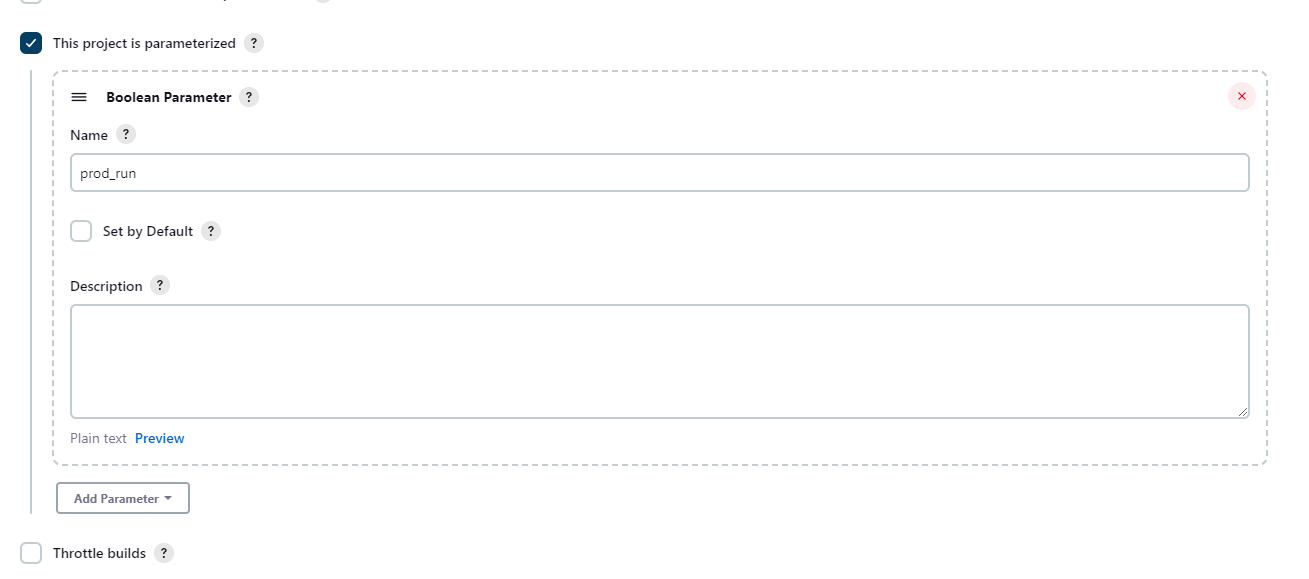 This project is parameterized ?
Boolean Parameter ?
Name ?
prod_run
Set by Default ?
Description ?
Plain text Preview
Add Parameter
Throttle builds ?